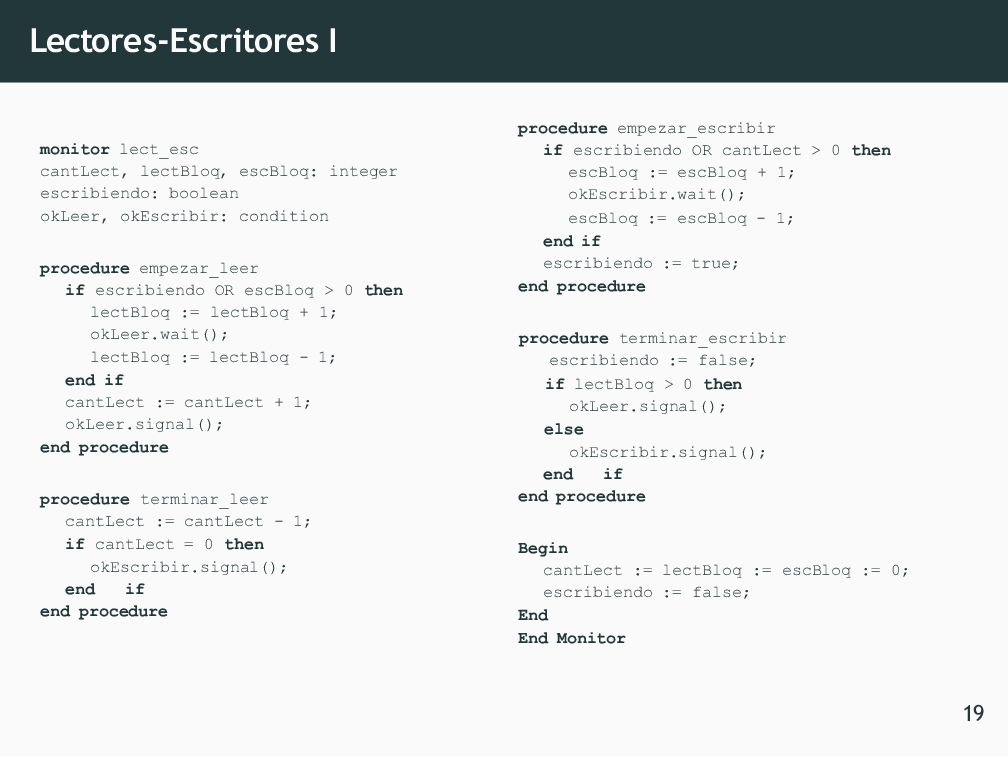 Lectores-Escritores I
monitor lect_esc
cantLect, lectBloq, escBloq: integer
escribiendo: boolean
okLeer, okEscribir: condition
procedure empezar_leer
if escribiendo OR escBloq > 0 then
lectBloq := lectBloq + 1;
okLeer.wait();
lectBloq := lectBloq - 1;
end if
cantLect := cantLect + 1;
okLeer.signal();
end procedure
procedure terminar_leer
cantLect := cantLect - 1;
if cantLect = 0 then
okEscribir.signal();
end if
end procedure
procedure empezar_escribir
if escribiendo OR cantLect > 0 then
escBloq := escBloq + 1;
okEscribir.wait();
escBloq := escBloq - 1;
end if
escribiendo := true;
end procedure
procedure terminar_escribir
escribiendo := false;
if lectBloq > 0 then
okLeer.signal();
else
okEscribir.signal();
end if
end procedure
Begin
cantLect := lectBloq := escBloq := 0;
escribiendo := false;
End
End Monitor
19